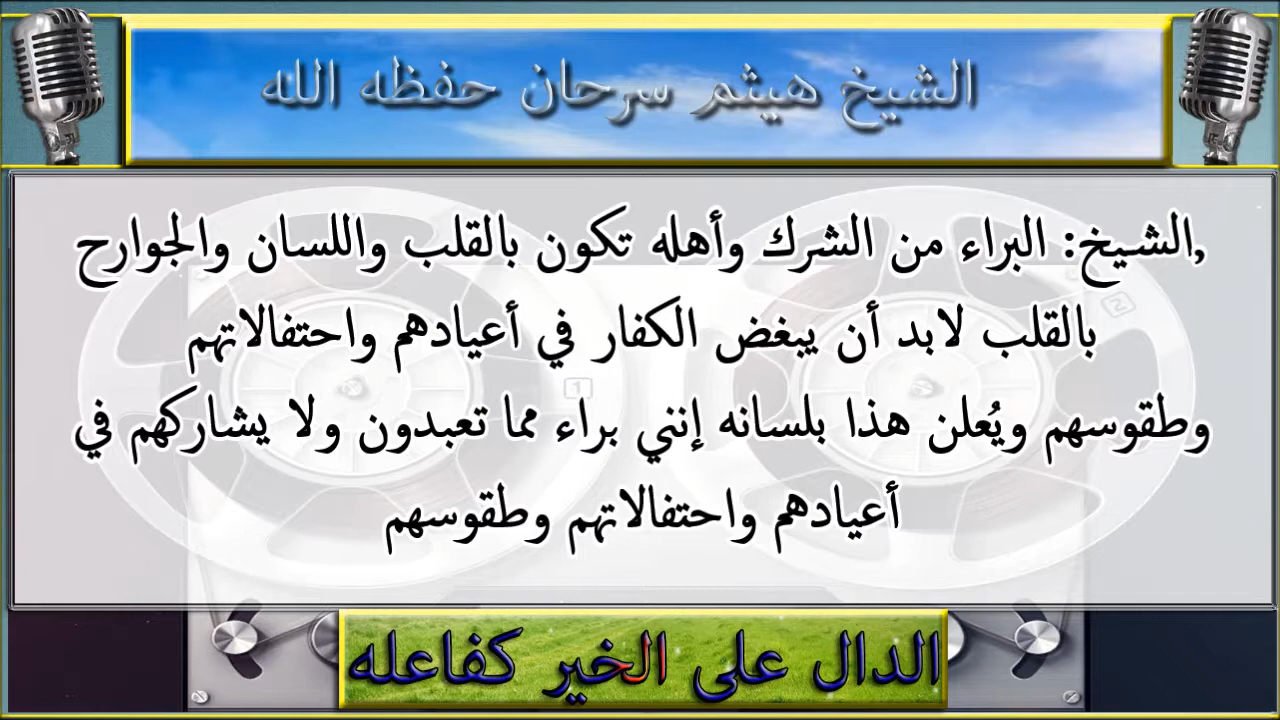 الشيخ هيثم سرحان حفظه الله
,الشيخ: البراء من الشرك وأهله تكون بالقلب واللسان والجوارح
بالقلب لابد أن يبغض الكفار في أعيادهم واحتفالاتهم
وطقوسهم ويُعلن هذا بلسانه إنني براء مما تعبدون ولا يشاركهم في
أعيادهم واحتفالاتهم وطقوسهم
1
2
الدال على الخير كفاعله